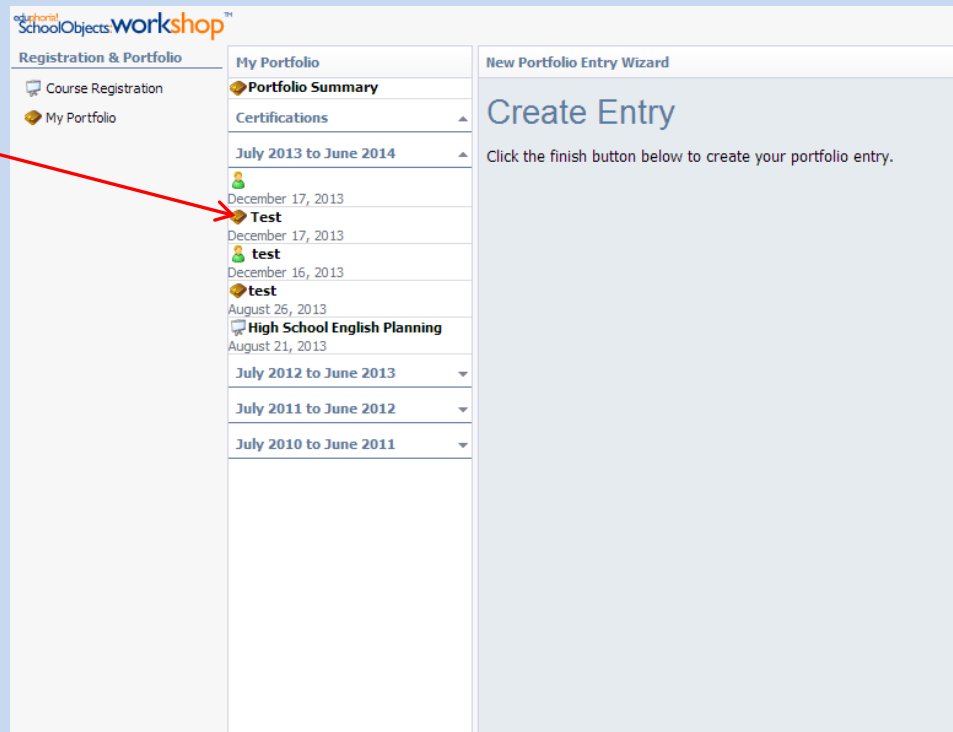 eduphoria! SchoolObjects:workshop™
Registration & Portfolio
Course Registration
My Portfolio
My Portfolio
Portfolio Summary
Certifications
July 2013 to June 2014
December 17, 2013
Test
December 17, 2013
test
December 16, 2013
test
August 26, 2013
High School English Planning
August 21, 2013
July 2012 to June 2013
July 2011 to June 2012
July 2010 to June 2011
New Portfolio Entry Wizard
Create Entry
Click the finish button below to create your portfolio entry.